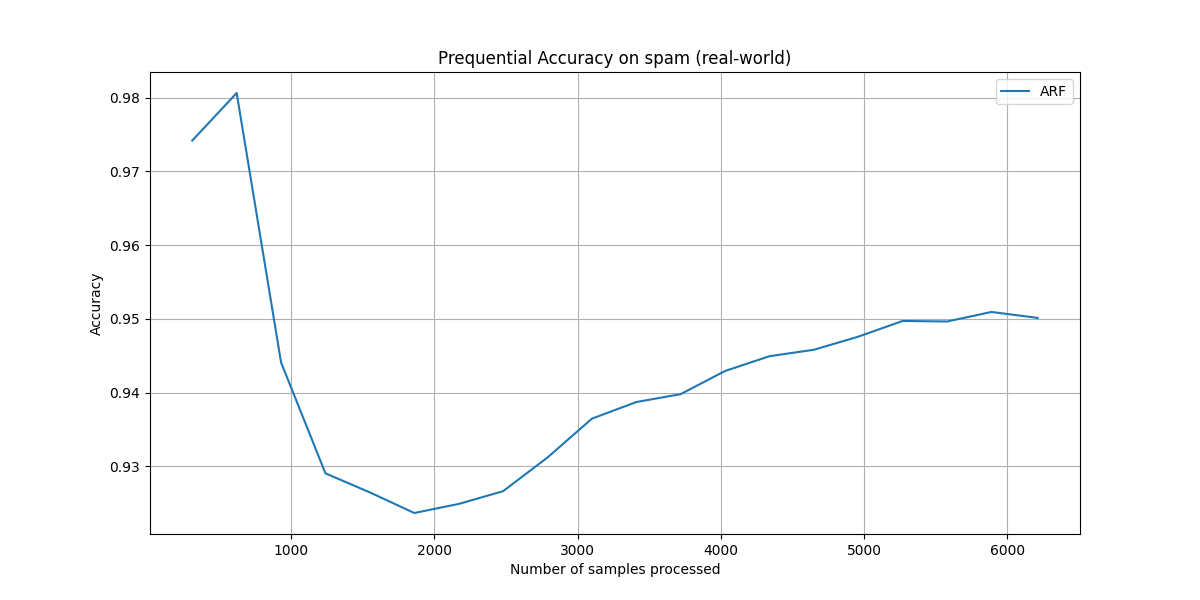 Prequential Accuracy on spam (real-world)
ARF
0.98
0.97
0.96
0.95
0.94
0.93
Accuracy
1000 2000 3000 4000 5000 6000
Number of samples processed